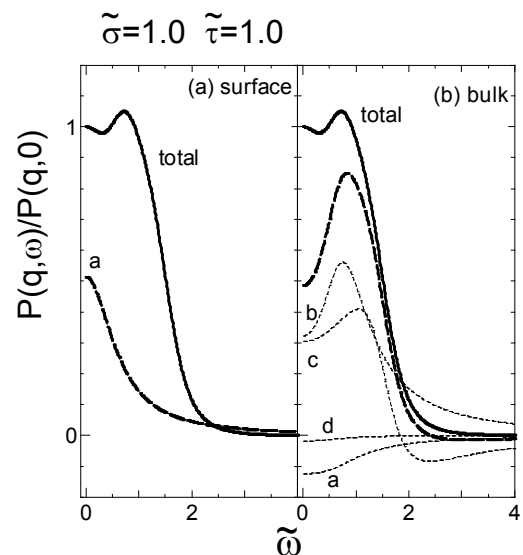 σ̃=1.0 τ̃=1.0
(a) surface
(b) bulk
P(q,ω)/P(q,0)
1
0
total
a
total
b
c
d
a
0
2
0
2
4
ω̃